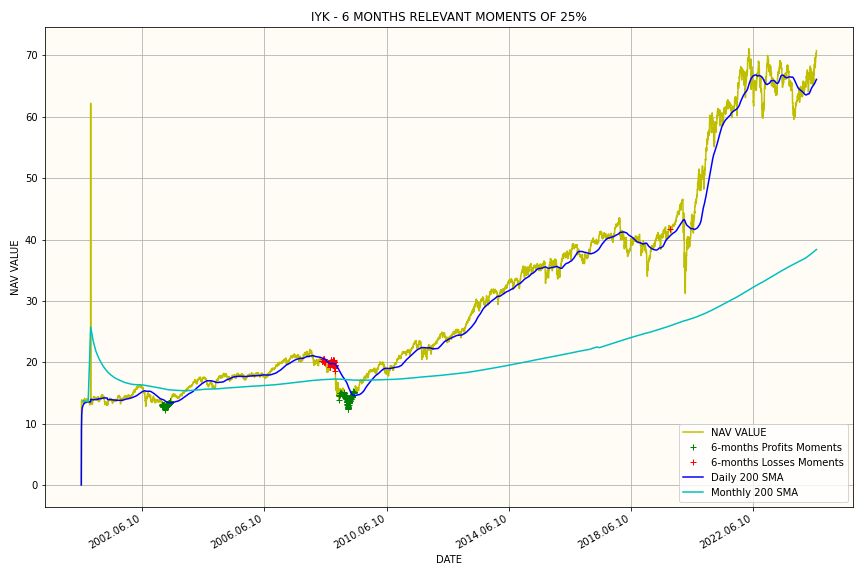 IYK - 6 MONTHS RELEVANT MOMENTS OF 25%
NAV VALUE
70
60
50
40
30
20
10
0
NAV VALUE
6-months Profits Moments
6-months Losses Moments
Daily 200 SMA
Monthly 200 SMA
2002.06.10
2006.06.10
2010.06.10
2014.06.10
2018.06.10
2022.06.10
DATE